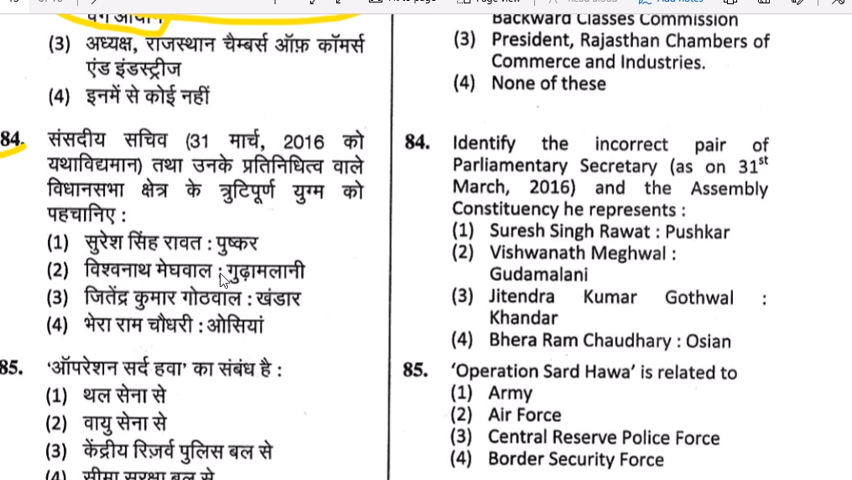 वर्ग आयोग
(3) अध्यक्ष, राजस्थान चैम्बर्स ऑफ़ कॉमर्स
एंड इंडस्ट्रीज
(4) इनमें से कोई नहीं
84. संसदीय सचिव (31 मार्च, 2016 को
यथाविद्यमान) तथा उनके प्रतिनिधित्व वाले
विधानसभा क्षेत्र के त्रुटिपूर्ण युग्म को
पहचानिए :
(1) सुरेश सिंह रावत : पुष्कर
(2) विश्वनाथ मेघवाल : गुढ़ामलानी
(3) जितेंद्र कुमार गोठवाल : खंडार
(4) भेरा राम चौधरी : ओसियां
85. 'ऑपरेशन सर्द हवा' का संबंध है :
(1) थल सेना से
(2) वायु सेना से
(3) केंद्रीय रिज़र्व पुलिस बल से
(4) सीमा सुरक्षा बल से
Backward Classes Commission
(3) President, Rajasthan Chambers of
Commerce and Industries.
(4) None of these
84. Identify the incorrect pair of
Parliamentary Secretary (as on 31st
March, 2016) and the Assembly
Constituency he represents :
(1) Suresh Singh Rawat : Pushkar
(2) Vishwanath Meghwal :
Gudamalani
(3) Jitendra Kumar Gothwal :
Khandar
(4) Bhera Ram Chaudhary : Osian
85. 'Operation Sard Hawa' is related to
(1) Army
(2) Air Force
(3) Central Reserve Police Force
(4) Border Security Force